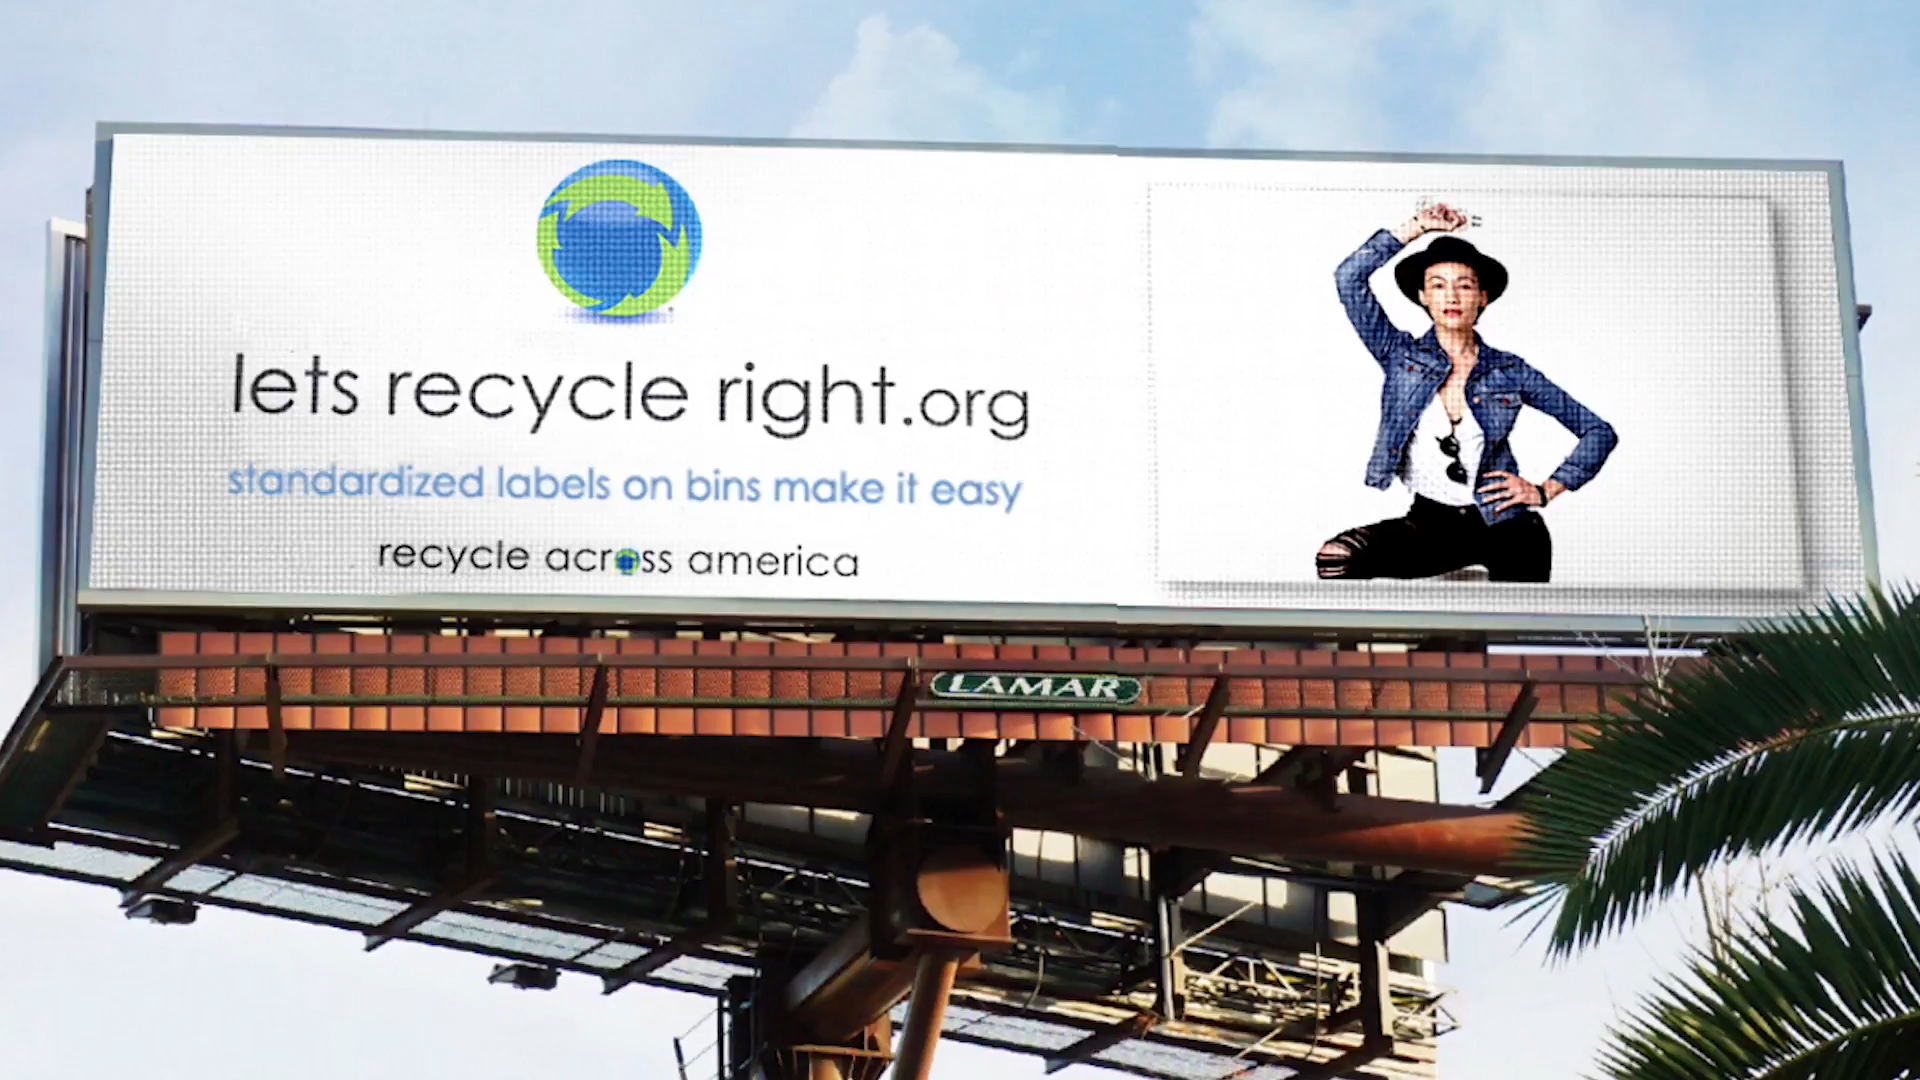 lets recycle right.org
standardized labels on bins make it easy
recycle across america
LAMAR